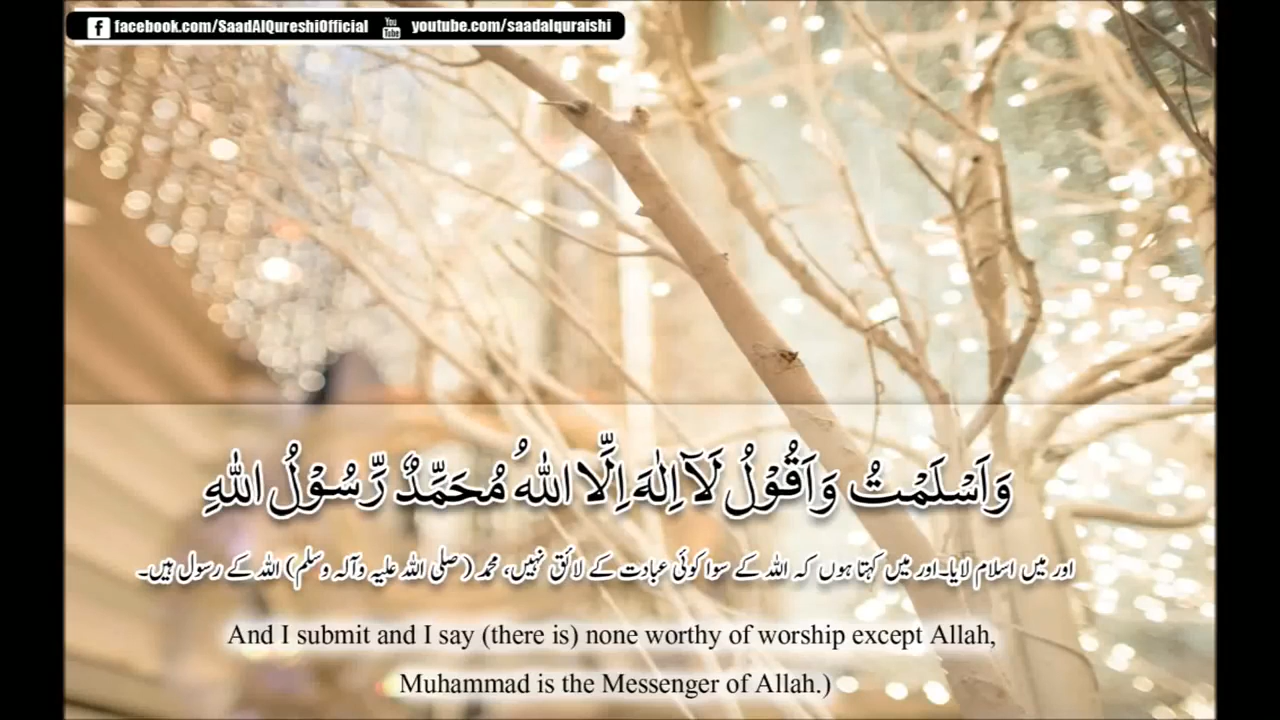 facebook.com/SaadAlQureshiOfficial youtube.com/saadalquraishi
وَاَسْلَمْتُ وَاَقُوْلُ لَآ اِلٰهَ اِلَّا اللهُ مُحَمَّدٌ رَّسُوْلُ اللهِ
اور میں اسلام لایا۔اور میں کہتا ہوں کہ اللہ کے سوا کوئی عبادت کے لائق نہیں، محمد (صلی اللہ علیہ وآلہ وسلم) اللہ کے رسول ہیں۔
And I submit and I say (there is) none worthy of worship except Allah,
Muhammad is the Messenger of Allah.)